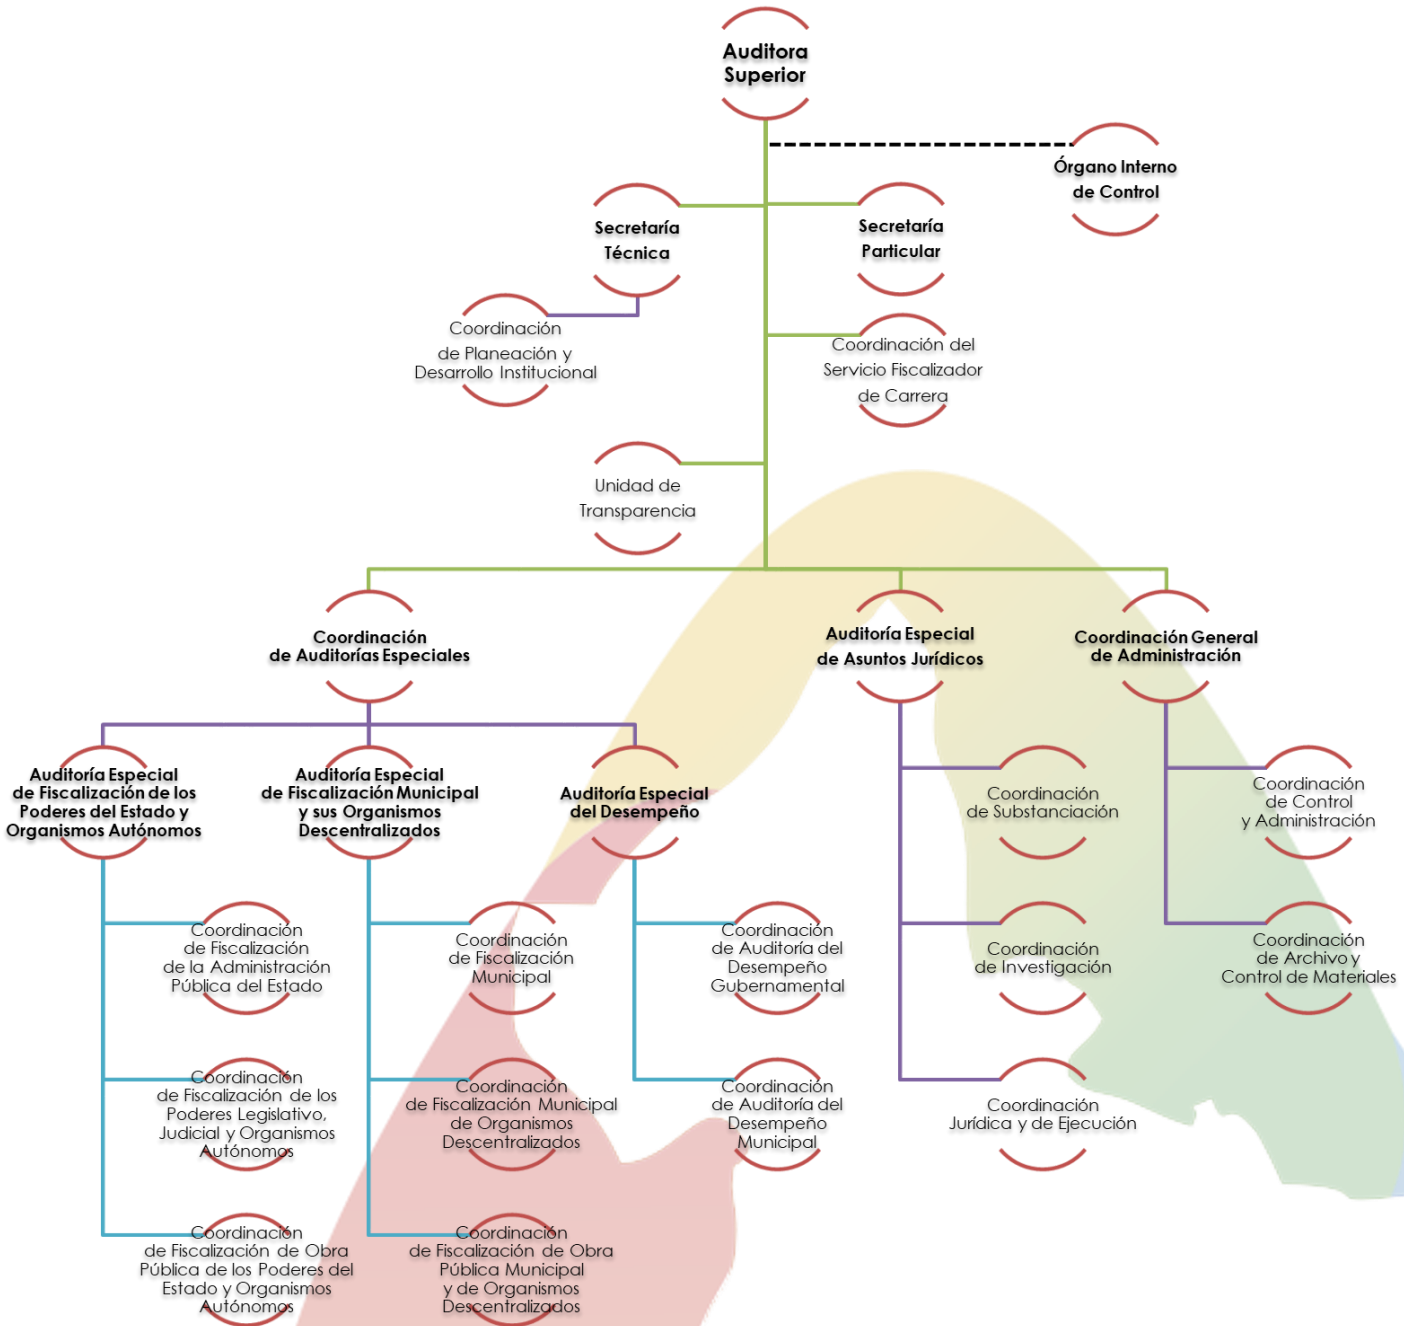 Auditora
Superior
Órgano Interno
de Control
Secretaría
Técnica
Secretaría
Particular
Coordinación
de Planeación y
Desarrollo Institucional
Coordinación del
Servicio Fiscalizador
de Carrera
Unidad de
Transparencia
Coordinación
de Auditorías Especiales
Auditoría Especial
de Asuntos Jurídicos
Coordinación General
de Administración
Auditoría Especial
de Fiscalización de los
Poderes del Estado y
Organismos Autónomos
Auditoría Especial
de Fiscalización Municipal
y sus Organismos
Descentralizados
Auditoría Especial
del Desempeño
Coordinación
de Substanciación
Coordinación
de Control
y Administración
Coordinación
de Fiscalización
de la Administración
Pública del Estado
Coordinación
de Fiscalización
Municipal
Coordinación
de Auditoría del
Desempeño
Gubernamental
Coordinación
de Investigación
Coordinación
de Archivo y
Control de Materiales
Coordinación
de Fiscalización de los
Poderes Legislativo,
Judicial y Organismos
Autónomos
Coordinación
de Fiscalización Municipal
de Organismos
Descentralizados
Coordinación
de Auditoría del
Desempeño
Municipal
Coordinación
Jurídica y de Ejecución
Coordinación
de Fiscalización de Obra
Pública de los Poderes del
Estado y Organismos
Autónomos
Coordinación
de Fiscalización de Obra
Pública Municipal
y de Organismos
Descentralizados